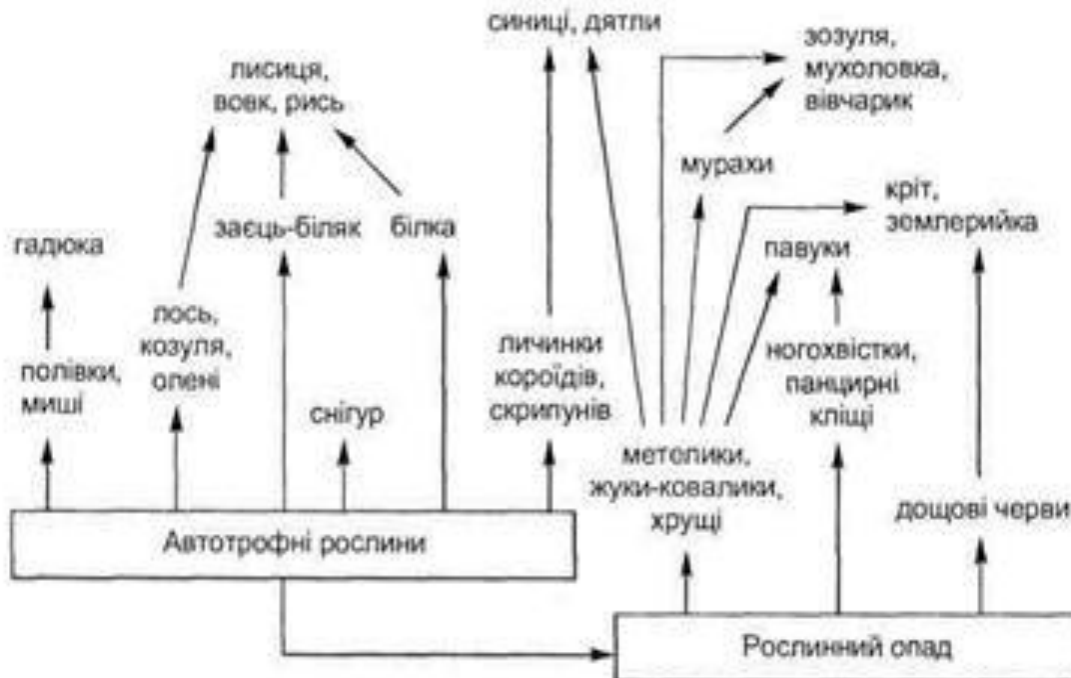 синиці, дятли
зозуля,
мухоловка,
вівчарик
лисиця,
вовк, рись
мурахи
кріт,
землерийка
гадюка
заєць-біляк
білка
павуки
лось,
козуля,
олені
полівки,
миші
снігур
личинки
короїдів,
скрипунів
ногохвістки,
панцирні
кліщі
метелики,
жуки-ковалики,
хрущі
дощові черви
Автотрофні рослини
Рослинний опад